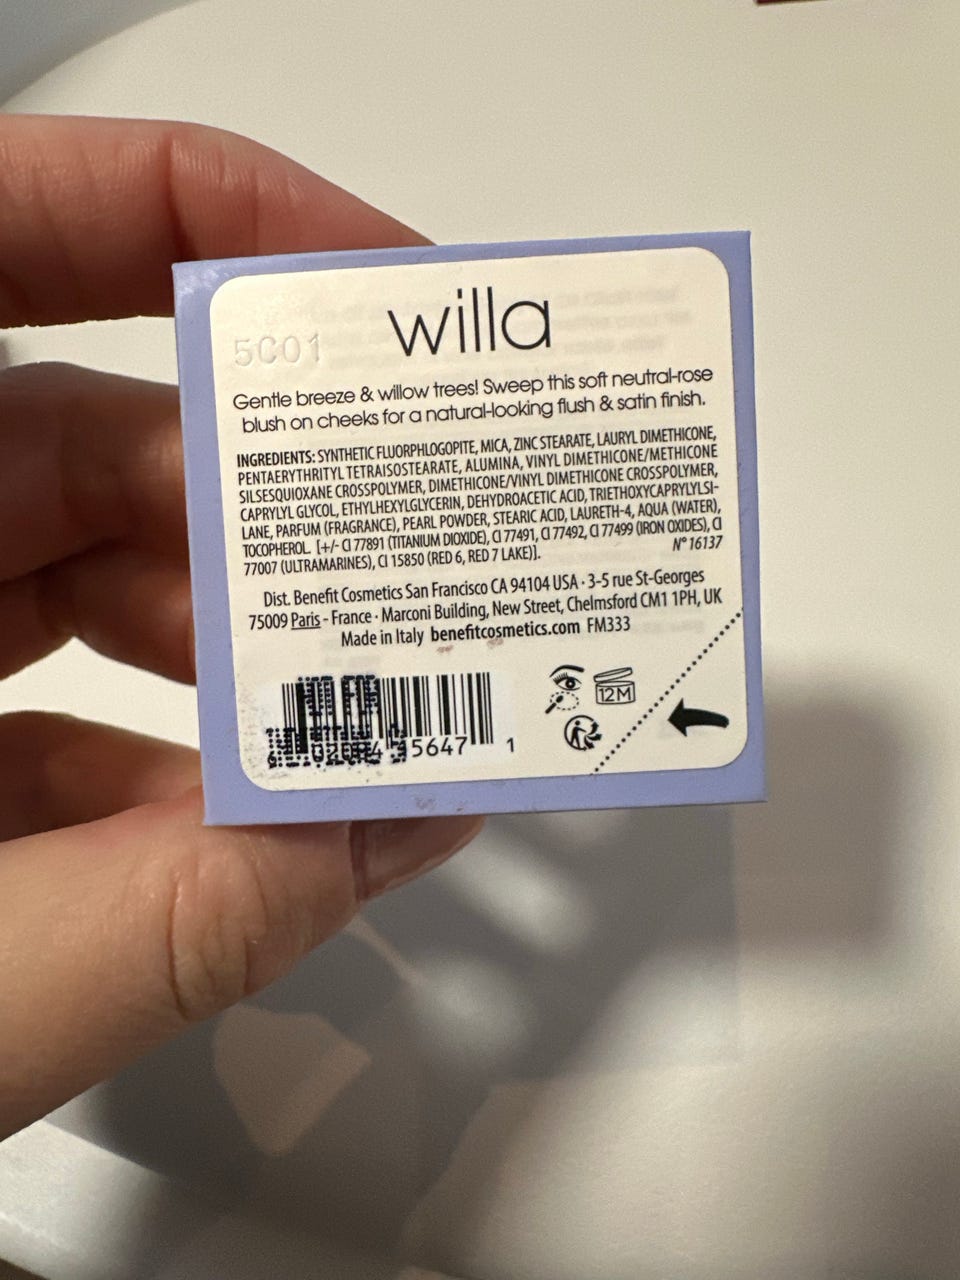 willa
5C01
Gentle breeze & willow trees! Sweep this soft neutral-rose
blush on cheeks for a natural-looking flush & satin finish.
INGREDIENTS: SYNTHETIC FLUORPHLOGOPITE, MICA, ZINC STEARATE, LAURYL DIMETHICONE,
PENTAERYTHRITYL TETRAISOSTEARATE, ALUMINA, VINYL DIMETHICONE/METHICONE
SILSESQUIOXANE CROSSPOLYMER, DIMETHICONE/VINYL DIMETHICONE CROSSPOLYMER,
CAPRYLYL GLYCOL, ETHYLHEXYLGLYCERIN, DEHYDROACETIC ACID, TRIETHOXYCAPRYLYLSI-
LANE, PARFUM (FRAGRANCE), PEARL POWDER, STEARIC ACID, LAURETH-4, AQUA (WATER),
TOCOPHEROL. [+/- CI 77891 (TITANIUM DIOXIDE), CI 77491, CI 77492, CI 77499 (IRON OXIDES), CI
77007 (ULTRAMARINES), CI 15850 (RED 6, RED 7 LAKE)].
N° 16137
Dist. Benefit Cosmetics San Francisco CA 94104 USA · 3-5 rue St-Georges
75009 Paris - France · Marconi Building, New Street, Chelmsford CM1 1PH, UK
Made in Italy benefitcosmetics.com FM333
12M
5647 1